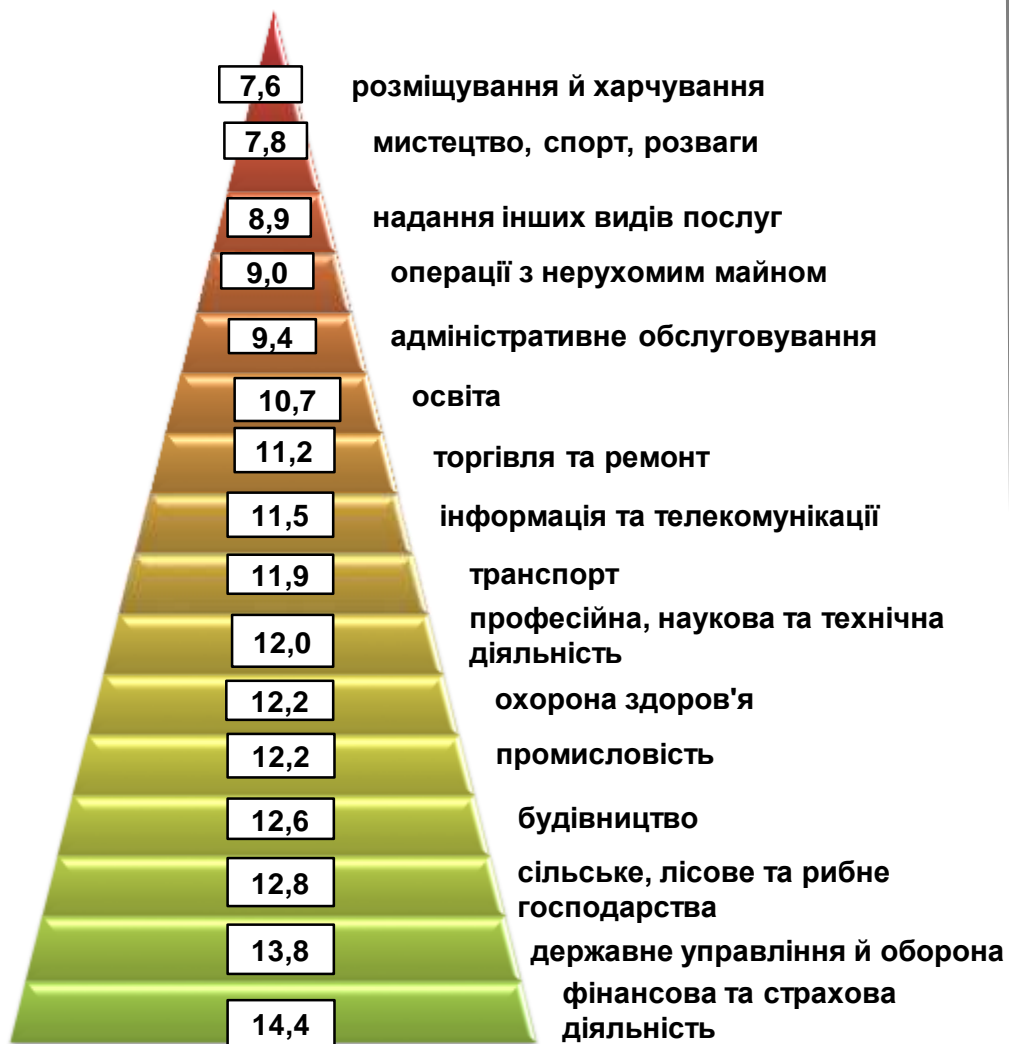 7,6 розміщування й харчування
7,8 мистецтво, спорт, розваги
8,9 надання інших видів послуг
9,0 операції з нерухомим майном
9,4 адміністративне обслуговування
10,7 освіта
11,2 торгівля та ремонт
11,5 інформація та телекомунікації
11,9 транспорт
12,0 професійна, наукова та технічна
діяльність
12,2 охорона здоров'я
12,2 промисловість
12,6 будівництво
12,8 сільське, лісове та рибне
господарства
13,8 державне управління й оборона
14,4 фінансова та страхова
діяльність